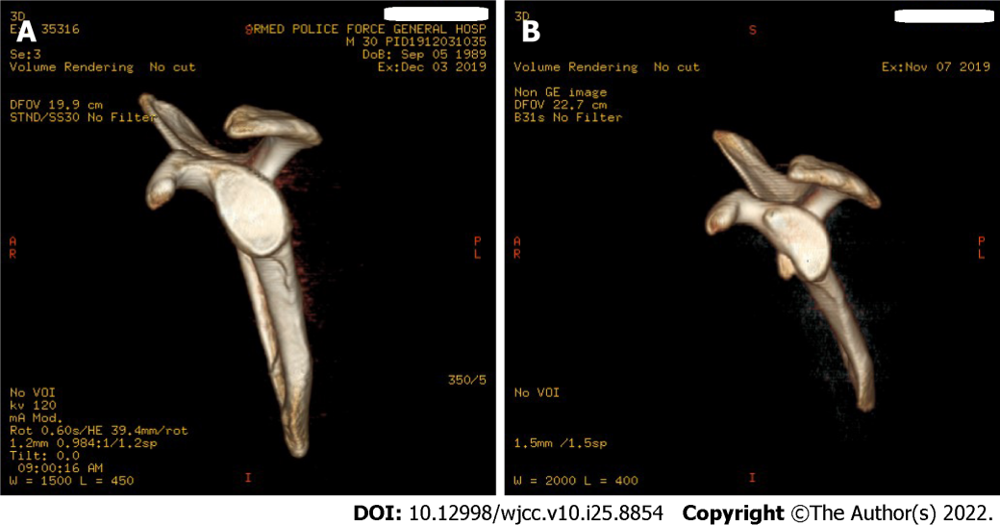 3D
A
E 35316
ARMED POLICE FORCE GENERAL HOSP
M 30 PID1912031035
Se:3
DoB: Sep 05 1989
Volume Rendering No cut
Ex:Dec 03 2019
DFOV 19.9 cm
STND/SS30 No Filter
A
R
P
L
350/5
No VOI
kv 120
mA Mod.
Rot 0.60s/HE 39.4mm/rot
1.2mm 0.984:1/1.2sp
Tilt: 0.0
09:00:16 AM
W = 1500 L = 450
I
3D
B
S
Volume Rendering No cut
Ex:Nov 07 2019
Non GE image
DFOV 22.7 cm
B31s No Filter
A
R
P
L
No VOI
1.5mm /1.5sp
W = 2000 L = 400
I
DOI: 10.12998/wjcc.v10.i25.8854 Copyright ©The Author(s) 2022.